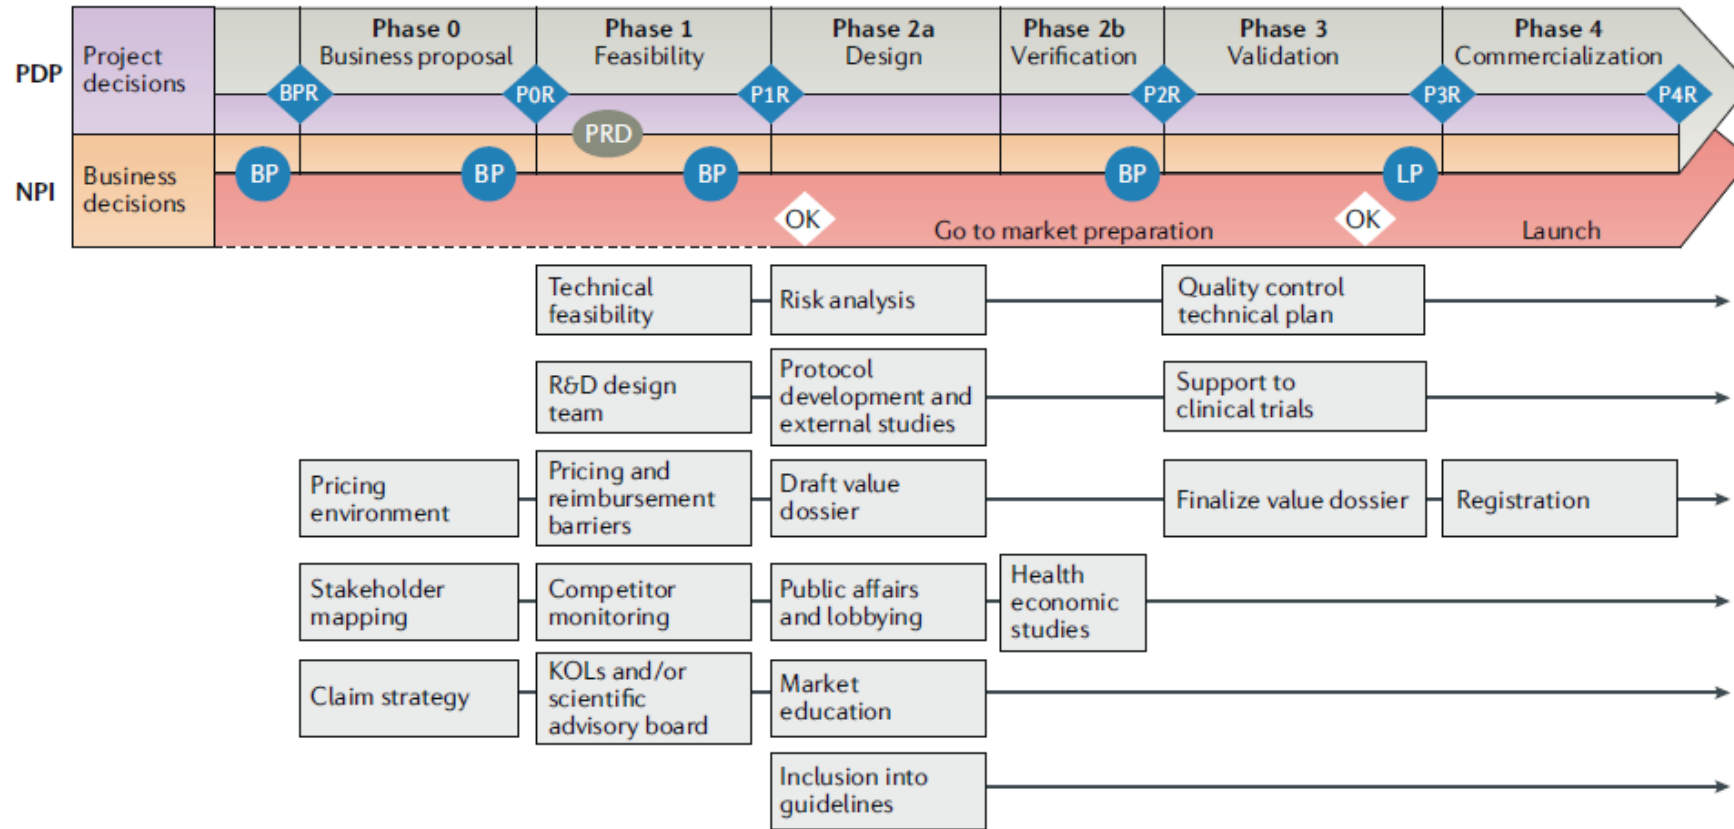 PDP
NPI
Project
decisions
Business
decisions
Phase 0
Business proposal
Phase 1
Feasibility
Phase 2a
Design
Phase 2b
Verification
Phase 3
Validation
Phase 4
Commercialization
BPR
P0R
P1R
P2R
P3R
P4R
PRD
BP
BP
BP
BP
LP
OK
Go to market preparation
OK
Launch
Technical
feasibility
Risk analysis
Quality control
technical plan
R&D design
team
Protocol
development and
external studies
Support to
clinical trials
Pricing
environment
Pricing and
reimbursement
barriers
Draft value
dossier
Finalize value dossier
Registration
Stakeholder
mapping
Competitor
monitoring
Public affairs
and lobbying
Health
economic
studies
Claim strategy
KOLs and/or
scientific
advisory board
Market
education
Inclusion into
guidelines